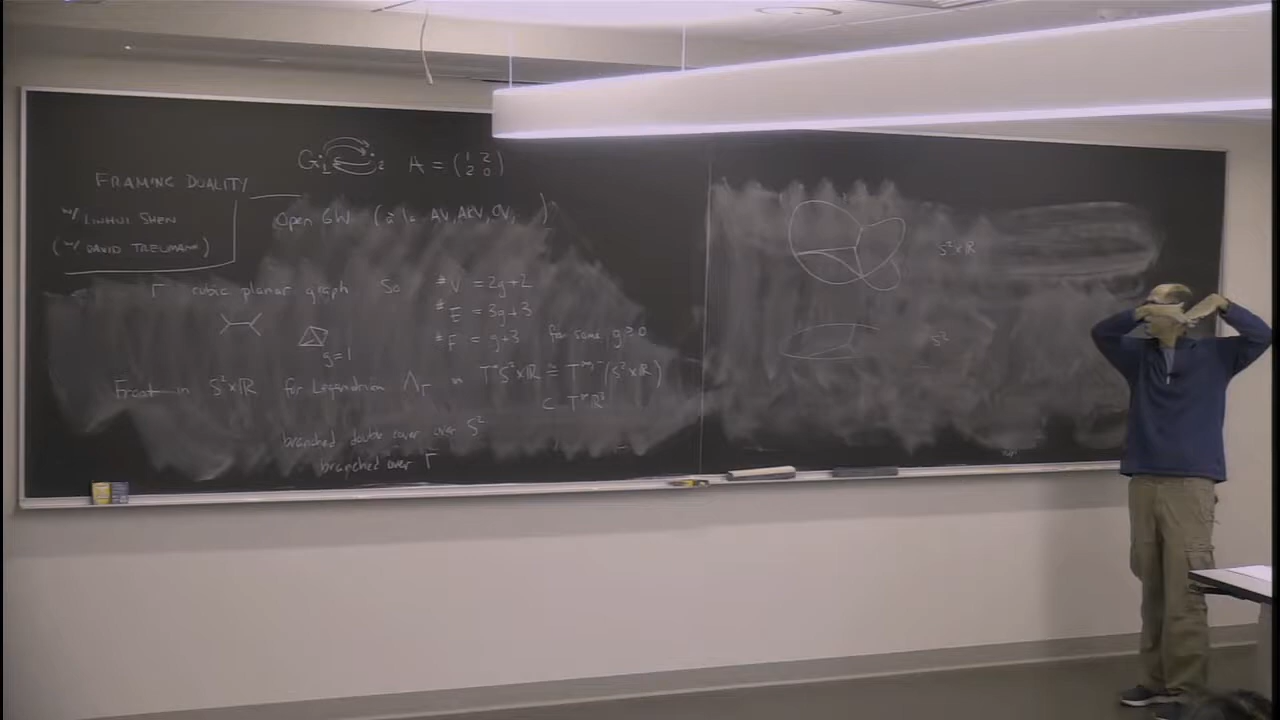 FRAMING DUALITY
w/ LINHUI SHEN
(w/ DAVID TREUMANN)
G 1 2 A = (1 2 2 0)
Open GW (à la AV, AKV, OV, )
Γ cubic planar graph So #V = 2g+2
#E = 3g+3
#F = g+3 for some g≥0
g=1
Front in S²×ℝ for Legendrian Λ_Γ in T*S²×ℝ ≅ T^{∞,-}(S²×ℝ)
⊂ T^∞ℝ³
branched double cover over S²
branched over Γ
S²×ℝ
S²